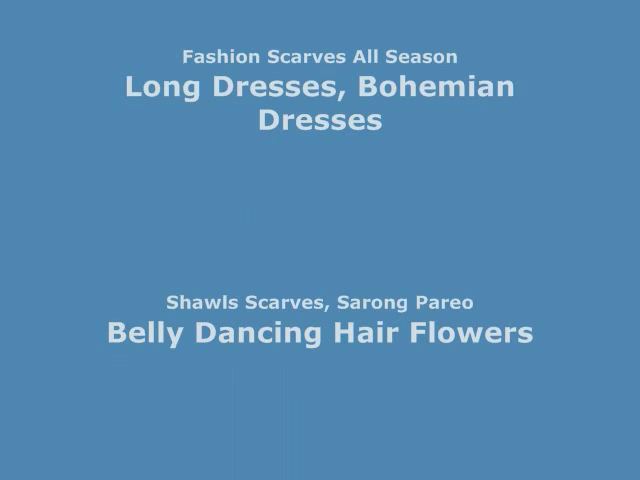 Fashion Scarves All Season
Long Dresses, Bohemian
Dresses
Shawls Scarves, Sarong Pareo
Belly Dancing Hair Flowers